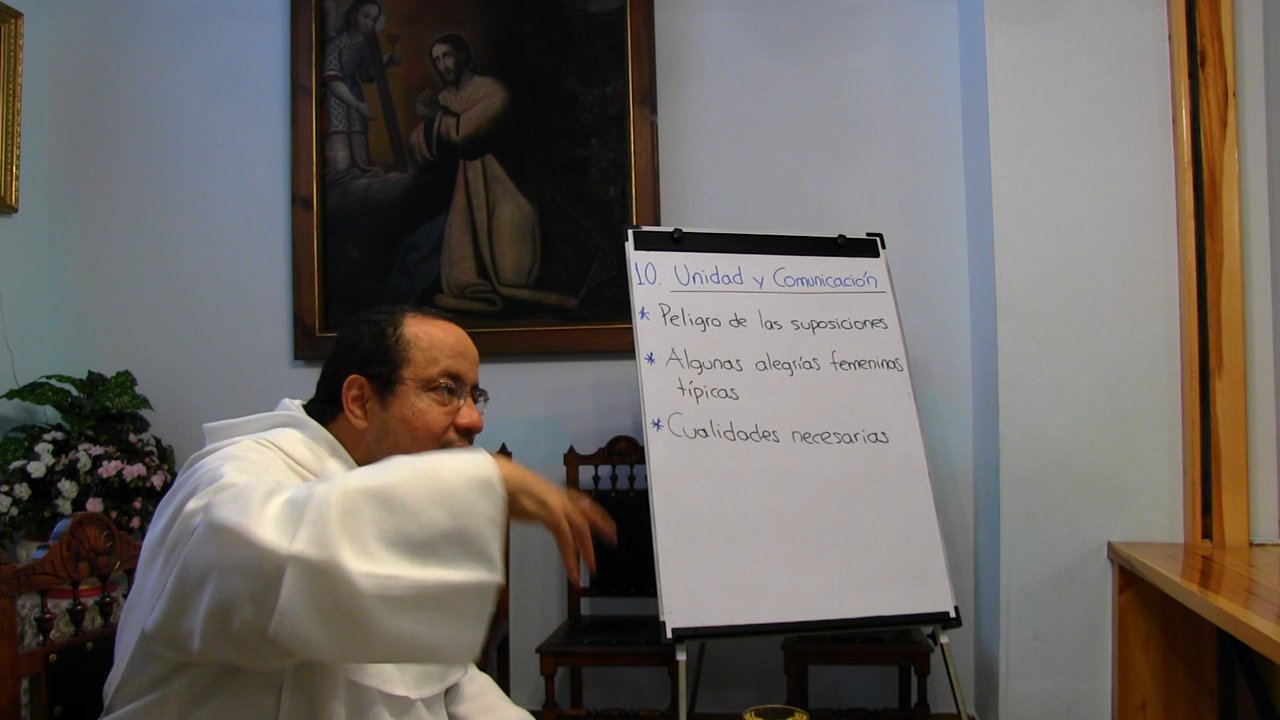 10. Unidad y Comunicación
* Peligro de las suposiciones
* Algunas alegrías femeninas
típicas
* Cualidades necesarias